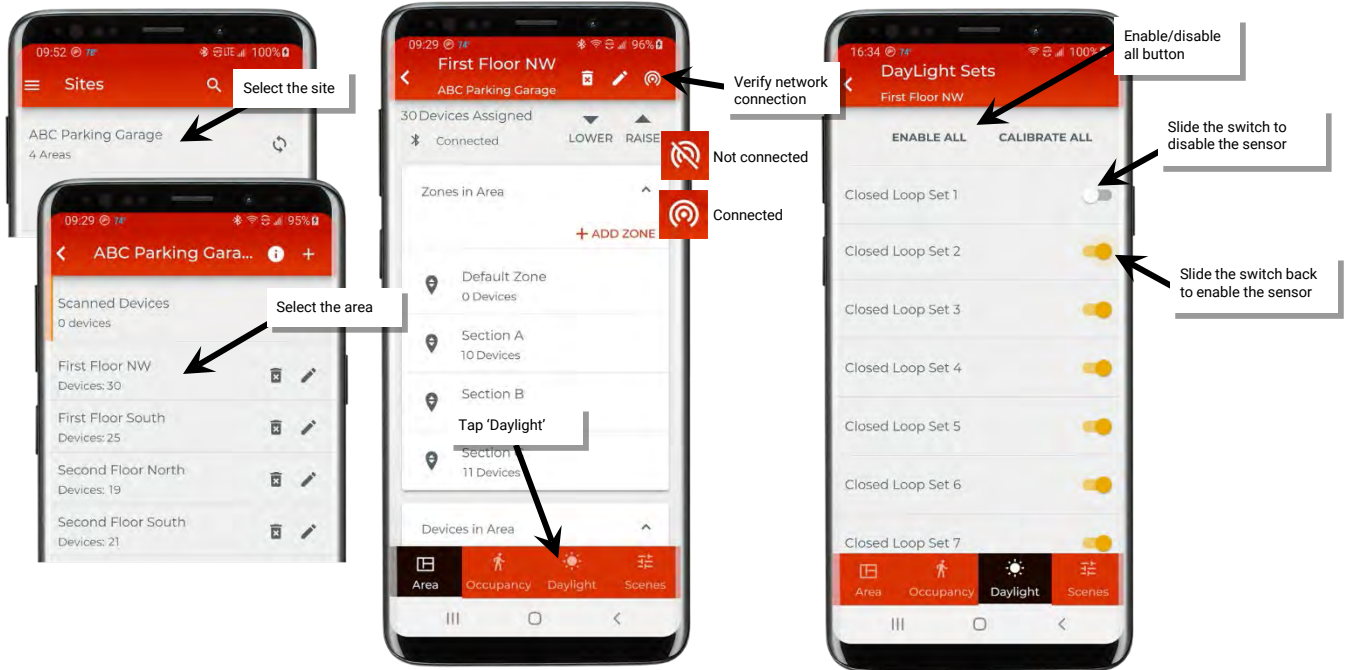 09:52 78°
LTE 100%
Sites
Select the site
ABC Parking Garage
4 Areas
09:29 74°
95%
ABC Parking Gara...
Scanned Devices
0 devices
Select the area
First Floor NW
Devices: 30
First Floor South
Devices: 25
Second Floor North
Devices: 19
Second Floor South
Devices: 21
09:29 74°
96%
First Floor NW
ABC Parking Garage
Verify network
connection
30 Devices Assigned
Connected
LOWER RAISE
Not connected
Connected
Zones in Area
+ ADD ZONE
Default Zone
0 Devices
Section A
10 Devices
Section B
Tap ‘Daylight’
Section
11 Devices
Devices in Area
Area Occupancy Daylight Scenes
16:34 74°
100%
DayLight Sets
First Floor NW
Enable/disable
all button
ENABLE ALL CALIBRATE ALL
Slide the switch to
disable the sensor
Closed Loop Set 1
Closed Loop Set 2
Slide the switch back
to enable the sensor
Closed Loop Set 3
Closed Loop Set 4
Closed Loop Set 5
Closed Loop Set 6
Closed Loop Set 7
Area Occupancy Daylight Scenes